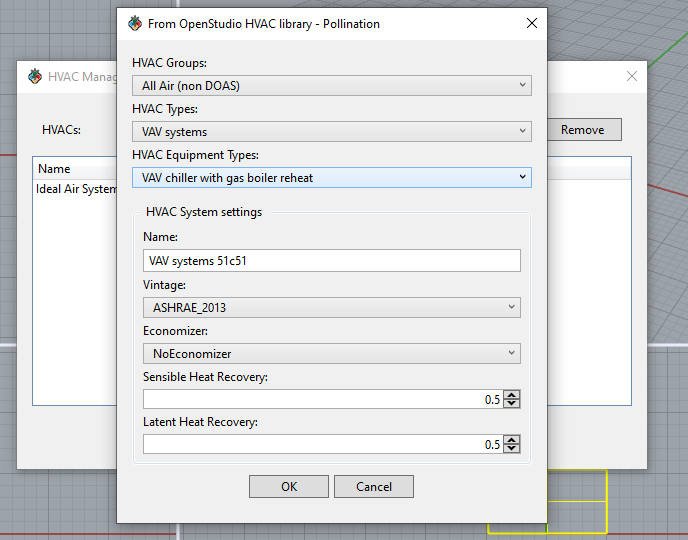 From OpenStudio HVAC library - Pollination
HVAC Manag
HVACs:
Remove
Name
Ideal Air System
HVAC Groups:
All Air (non DOAS)
HVAC Types:
VAV systems
HVAC Equipment Types:
VAV chiller with gas boiler reheat
HVAC System settings
Name:
VAV systems 51c51
Vintage:
ASHRAE_2013
Economizer:
NoEconomizer
Sensible Heat Recovery:
0.5
Latent Heat Recovery:
0.5
OK
Cancel